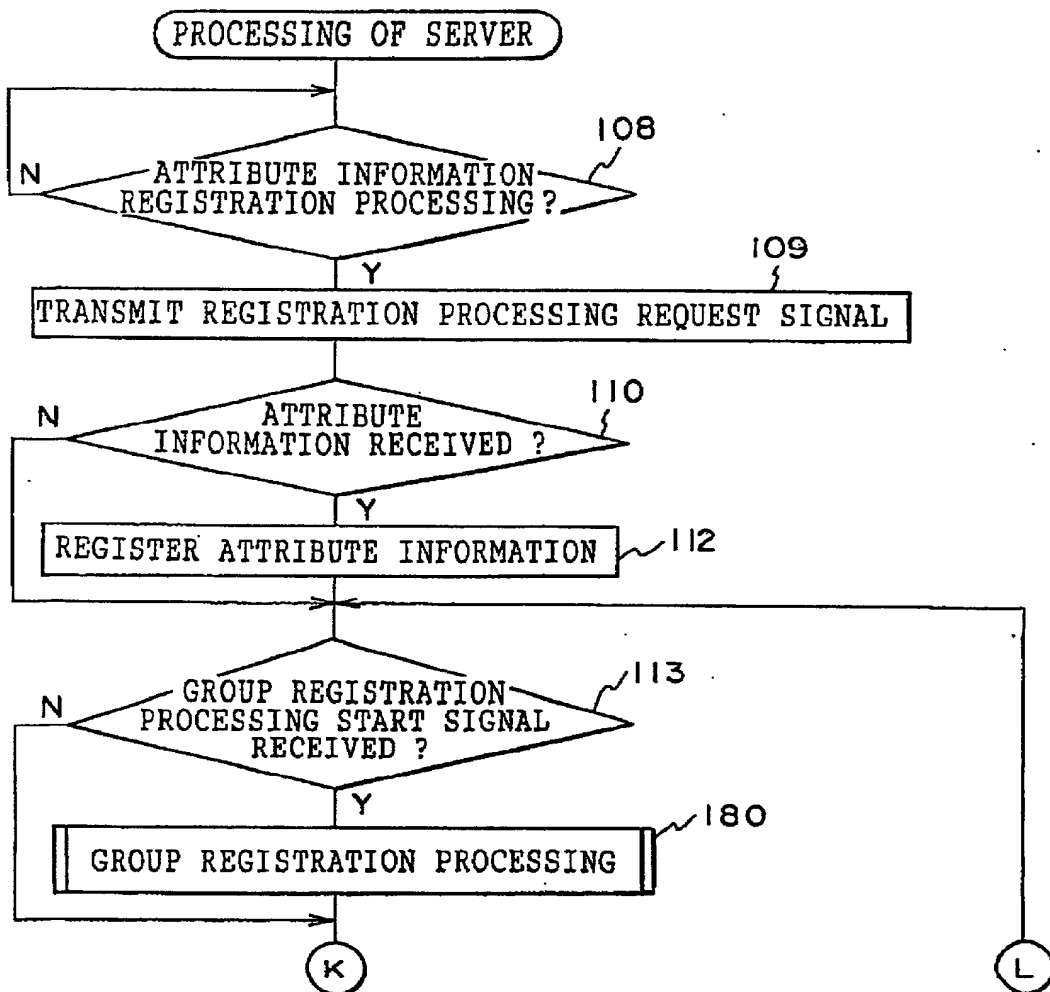 PROCESSING OF SERVER
108
N
ATTRIBUTE INFORMATION
REGISTRATION PROCESSING ?
Y
109
TRANSMIT REGISTRATION PROCESSING REQUEST SIGNAL
N
110
ATTRIBUTE
INFORMATION RECEIVED ?
Y
REGISTER ATTRIBUTE INFORMATION
112
N
113
GROUP REGISTRATION
PROCESSING START SIGNAL
RECEIVED ?
Y
180
GROUP REGISTRATION PROCESSING
K
L